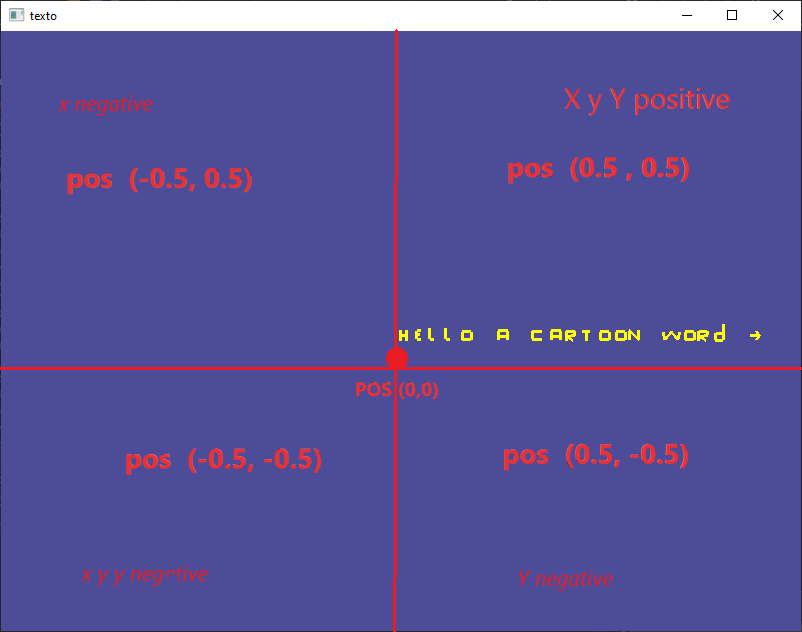 texto
x negative
X y Y positive
pos (-0.5, 0.5)
pos (0.5 , 0.5)
HELLO A CARTOON WORd →
POS (0,0)
pos (-0.5, -0.5)
pos (0.5, -0.5)
x y y negative
Y negative